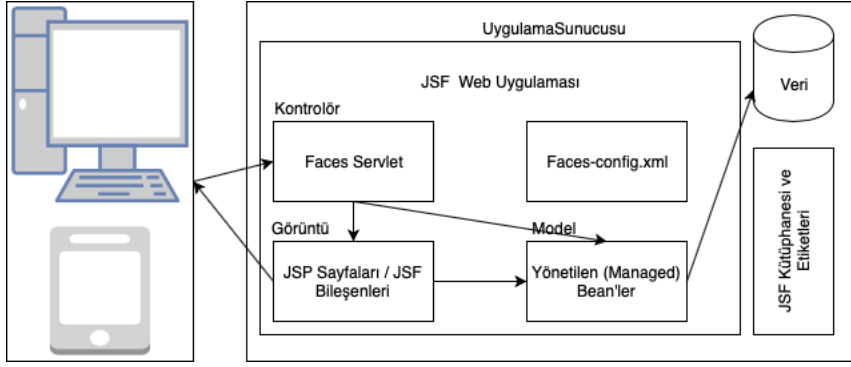 UygulamaSunucusu
JSF Web Uygulaması
Veri
Kontrolör
Faces Servlet
Faces-config.xml
Görüntü
JSP Sayfaları / JSF
Bileşenleri
Model
Yönetilen (Managed)
Bean'ler
JSF Kütüphanesi ve
Etiketleri